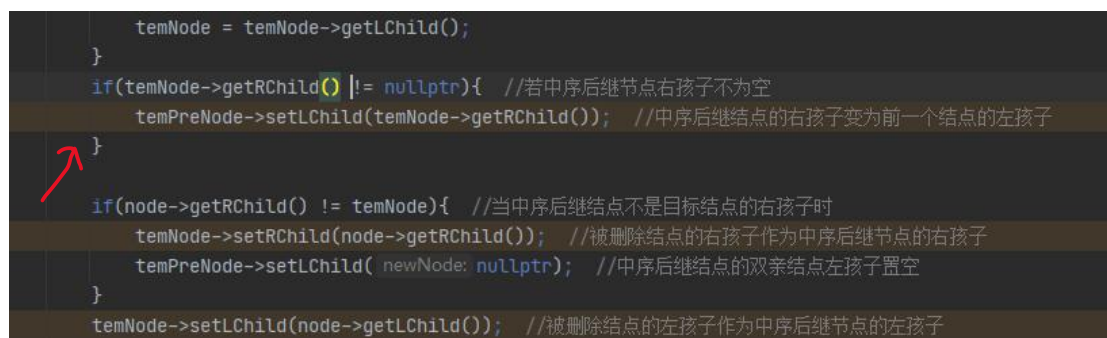 temNode = temNode->getLChild();
}
if(temNode->getRChild() != nullptr){  //若中序后继节点右孩子不为空
temPreNode->setLChild(temNode->getRChild());  //中序后继结点的右孩子变为前一个结点的左孩子
}
if(node->getRChild() != temNode){  //当中序后继结点不是目标结点的右孩子时
temNode->setRChild(node->getRChild());  //被删除结点的右孩子作为中序后继节点的右孩子
temPreNode->setLChild( newNode: nullptr);  //中序后继结点的双亲结点左孩子置空
}
temNode->setLChild(node->getLChild());  //被删除结点的左孩子作为中序后继节点的左孩子